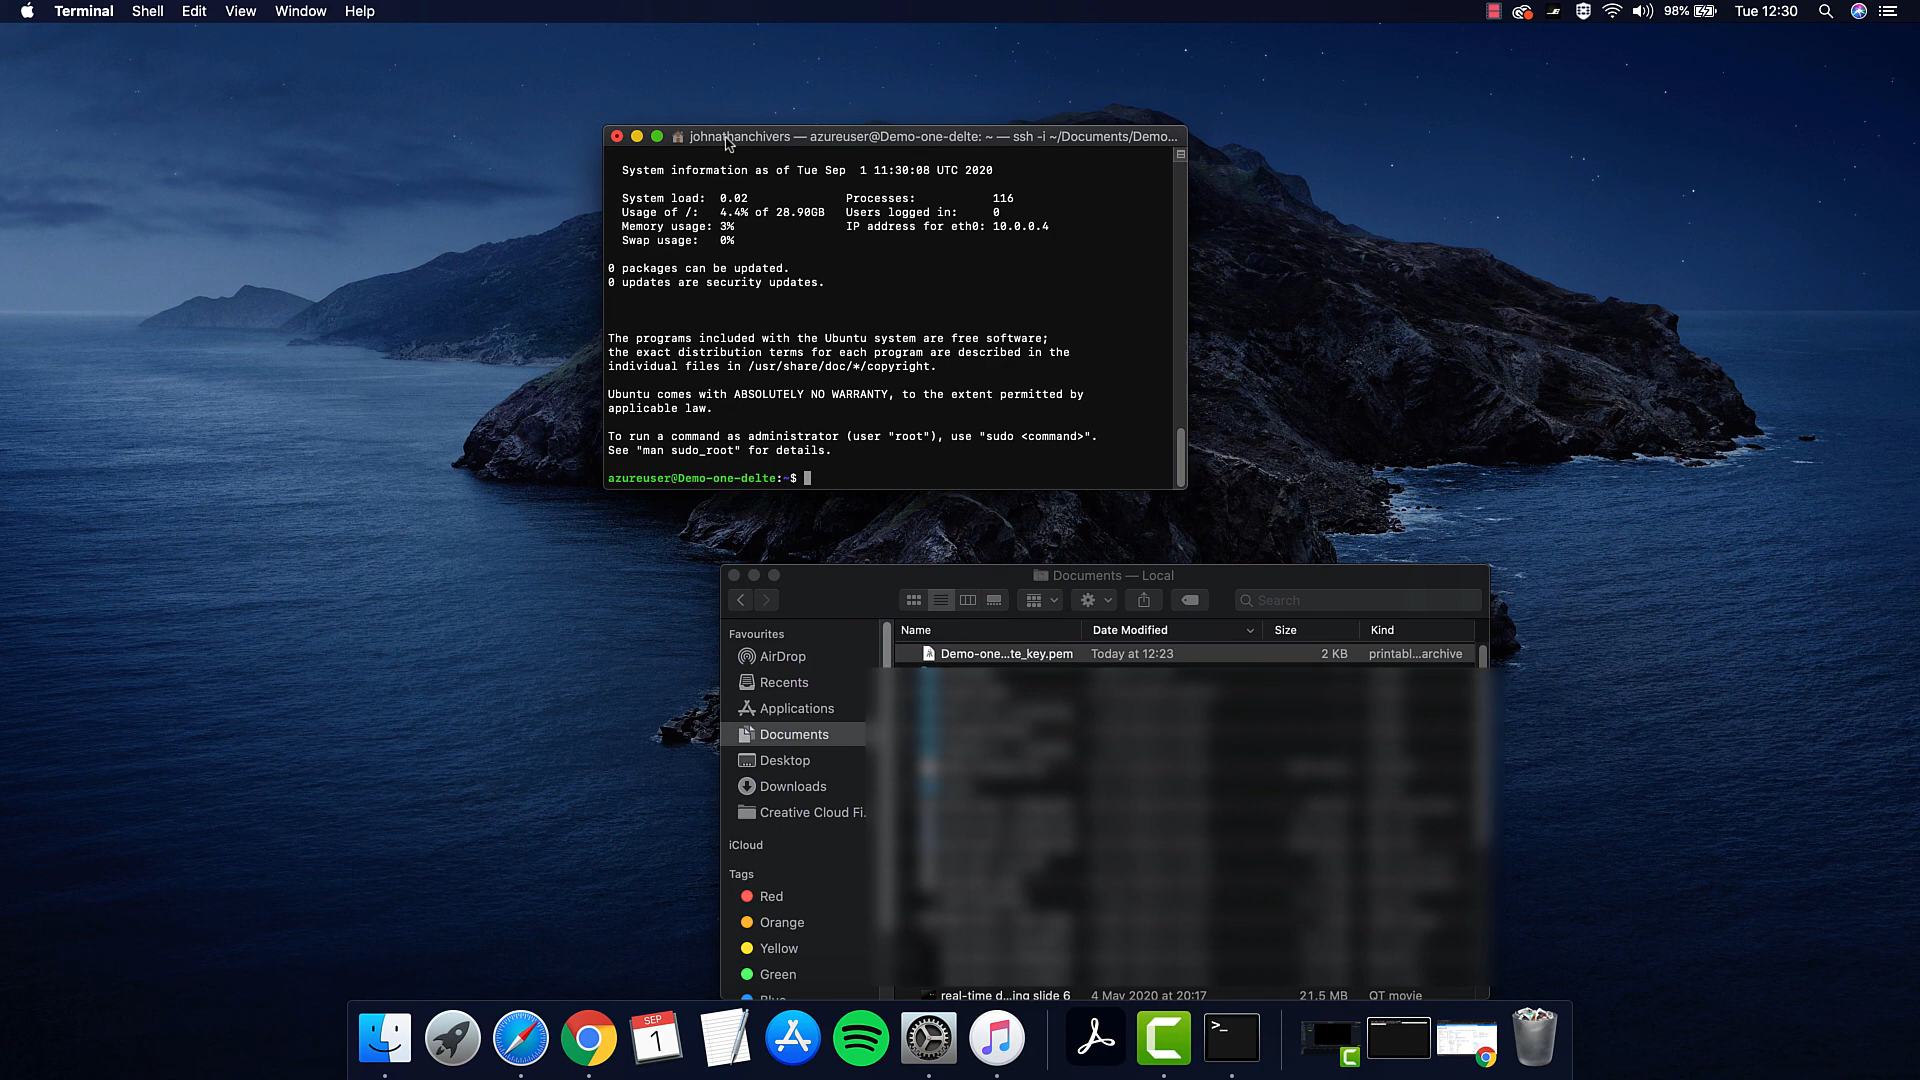 Terminal Shell Edit View Window Help
98% Tue 12:30
johnathanchivers — azureuser@Demo-one-delte: ~ — ssh -i ~/Documents/Demo...
System information as of Tue Sep  1 11:30:08 UTC 2020
System load:  0.02 Processes: 116
Usage of /:   4.4% of 28.90GB Users logged in: 0
Memory usage: 3% IP address for eth0: 10.0.0.4
Swap usage:   0%
0 packages can be updated.
0 updates are security updates.
The programs included with the Ubuntu system are free software;
the exact distribution terms for each program are described in the
individual files in /usr/share/doc/*/copyright.
Ubuntu comes with ABSOLUTELY NO WARRANTY, to the extent permitted by
applicable law.
To run a command as administrator (user "root"), use "sudo <command>".
See "man sudo_root" for details.
azureuser@Demo-one-delte:~$
Documents — Local
Search
Name Date Modified Size Kind
Demo-one...te_key.pem Today at 12:23 2 KB printabl...archive
real-time d...ing slide 6 4 May 2020 at 20:17 21.5 MB QT movie
Favourites
AirDrop
Recents
Applications
Documents
Desktop
Downloads
Creative Cloud Fi.
iCloud
Tags
Red
Orange
Yellow
Green
Blue
SEP
1
>_